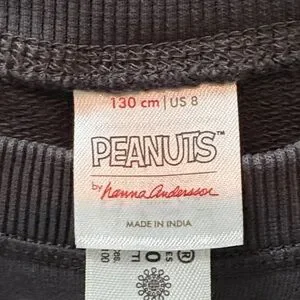 130 cm | US 8
PEANUTS™
by hanna andersson
MADE IN INDIA